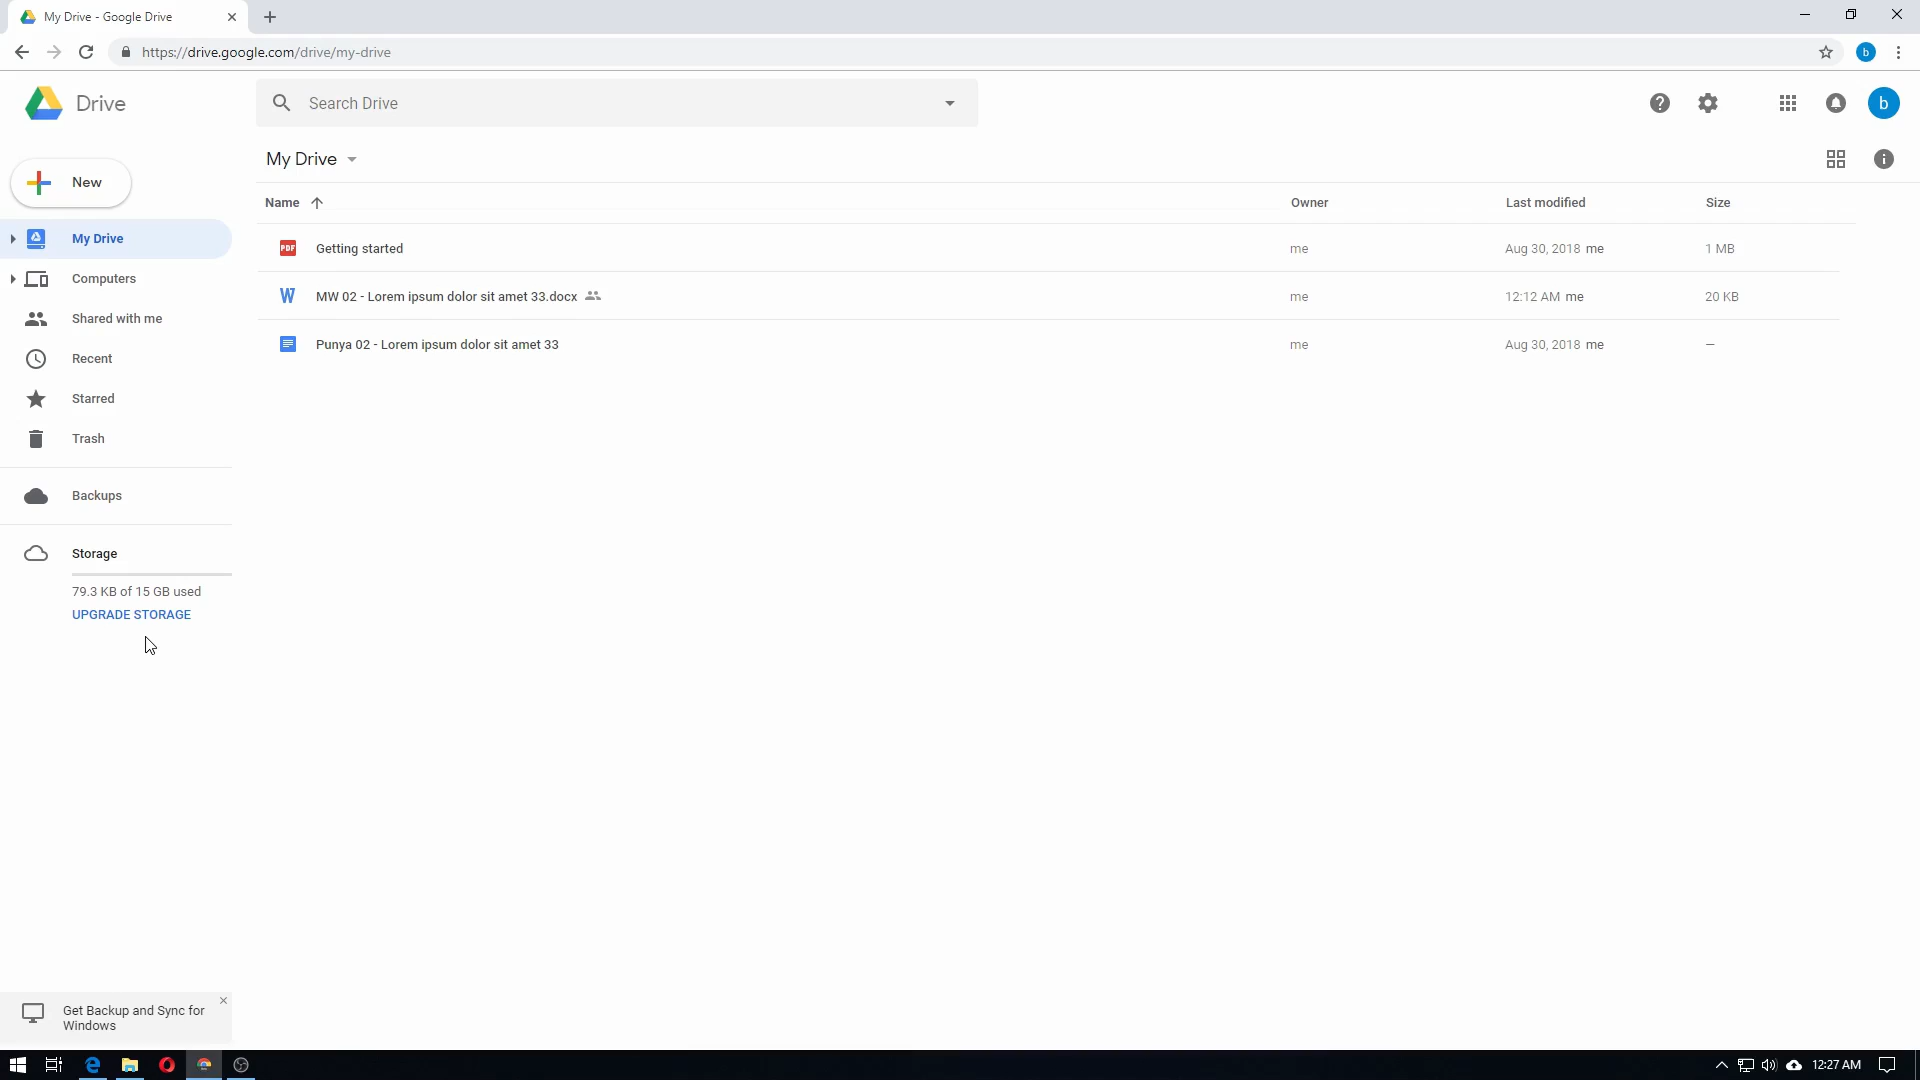 My Drive - Google Drive
https://drive.google.com/drive/my-drive
b
Drive
Search Drive
b
My Drive
New
Name Owner Last modified Size
My Drive
PDF Getting started me Aug 30, 2018 me 1 MB
Computers
W MW 02 - Lorem ipsum dolor sit amet 33.docx me 12:12 AM me 20 KB
Shared with me
Punya 02 - Lorem ipsum dolor sit amet 33 me Aug 30, 2018 me —
Recent
Starred
Trash
Backups
Storage
79.3 KB of 15 GB used
UPGRADE STORAGE
Get Backup and Sync for
Windows
12:27 AM